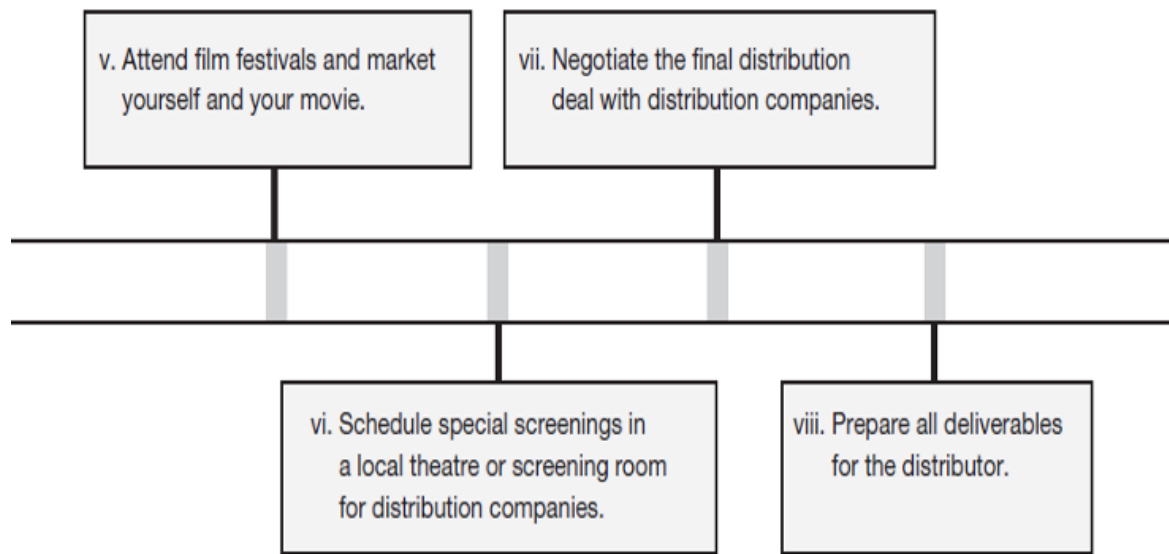 v. Attend film festivals and market
yourself and your movie.
vii. Negotiate the final distribution
deal with distribution companies.
vi. Schedule special screenings in
a local theatre or screening room
for distribution companies.
viii. Prepare all deliverables
for the distributor.